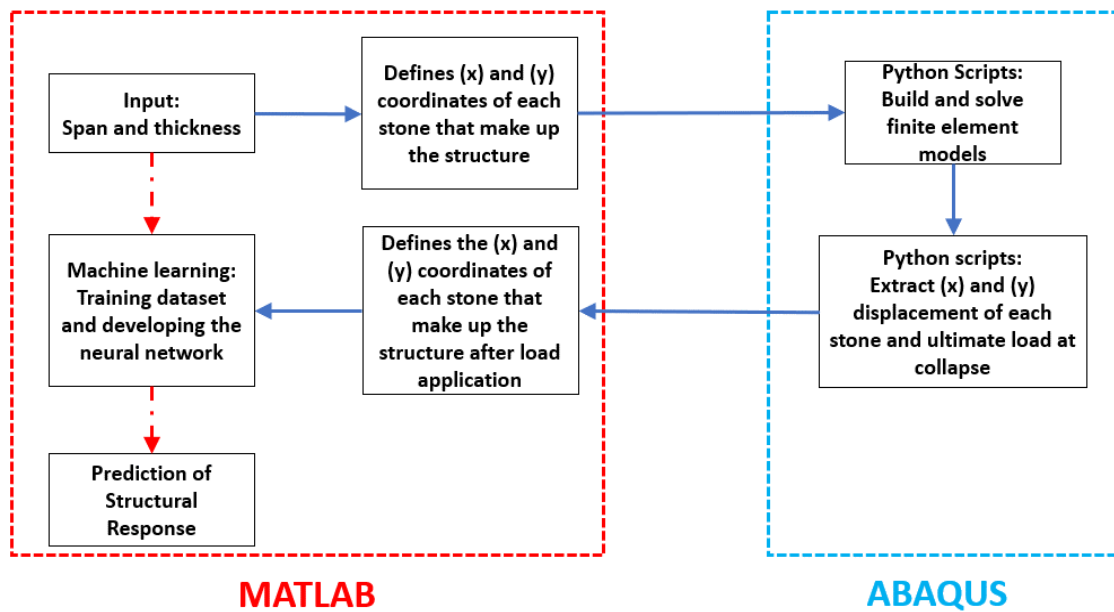 Input:
Span and thickness
Defines (x) and (y)
coordinates of each
stone that make up
the structure
Python Scripts:
Build and solve
finite element
models
Machine learning:
Training dataset
and developing the
neural network
Defines the (x) and
(y) coordinates of
each stone that
make up the
structure after load
application
Python scripts:
Extract (x) and (y)
displacement of each
stone and ultimate load at
collapse
Prediction of
Structural
Response
MATLAB
ABAQUS